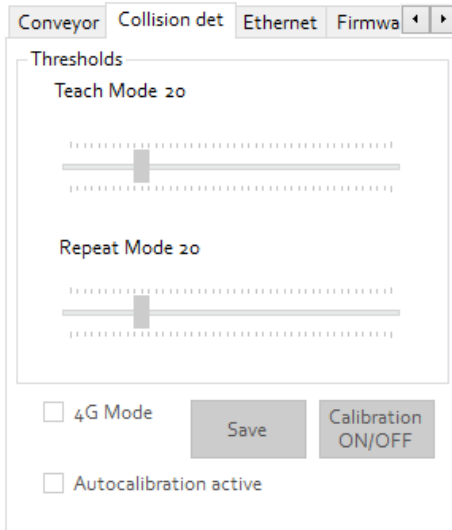 Conveyor Collision det Ethernet Firmwa
Thresholds
Teach Mode 20
Repeat Mode 20
4G Mode
Save
Calibration
ON/OFF
Autocalibration active